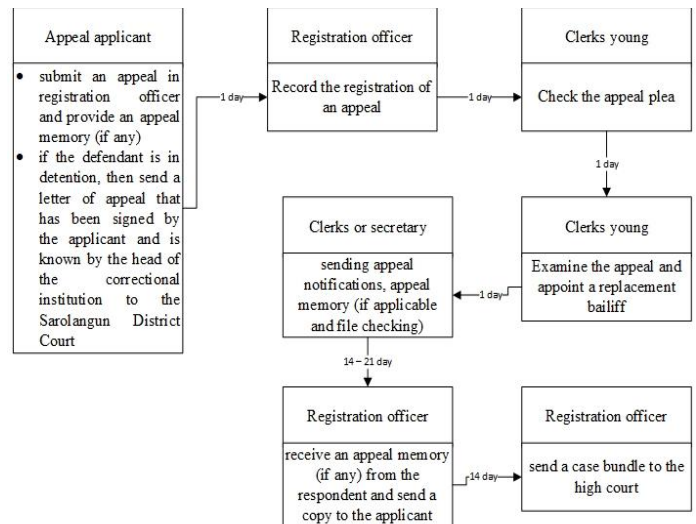 Appeal applicant
• submit an appeal in
registration officer
and provide an appeal
memory (if any)
• if the defendant is in
detention, then send a
letter of appeal that
has been signed by
the applicant and is
known by the head of
the correctional
institution to the
Sarolangun District
Court
1 day
Registration officer
Record the registration of
an appeal
1 day
Clerks young
Check the appeal plea
1 day
Clerks young
Examine the appeal and
appoint a replacement
bailiff
1 day
Clerks or secretary
sending appeal
notifications, appeal
memory (if applicable
and file checking)
14 – 21 day
Registration officer
receive an appeal memory
(if any) from the
respondent and send a
copy to the applicant
14 day
Registration officer
send a case bundle to the
high court